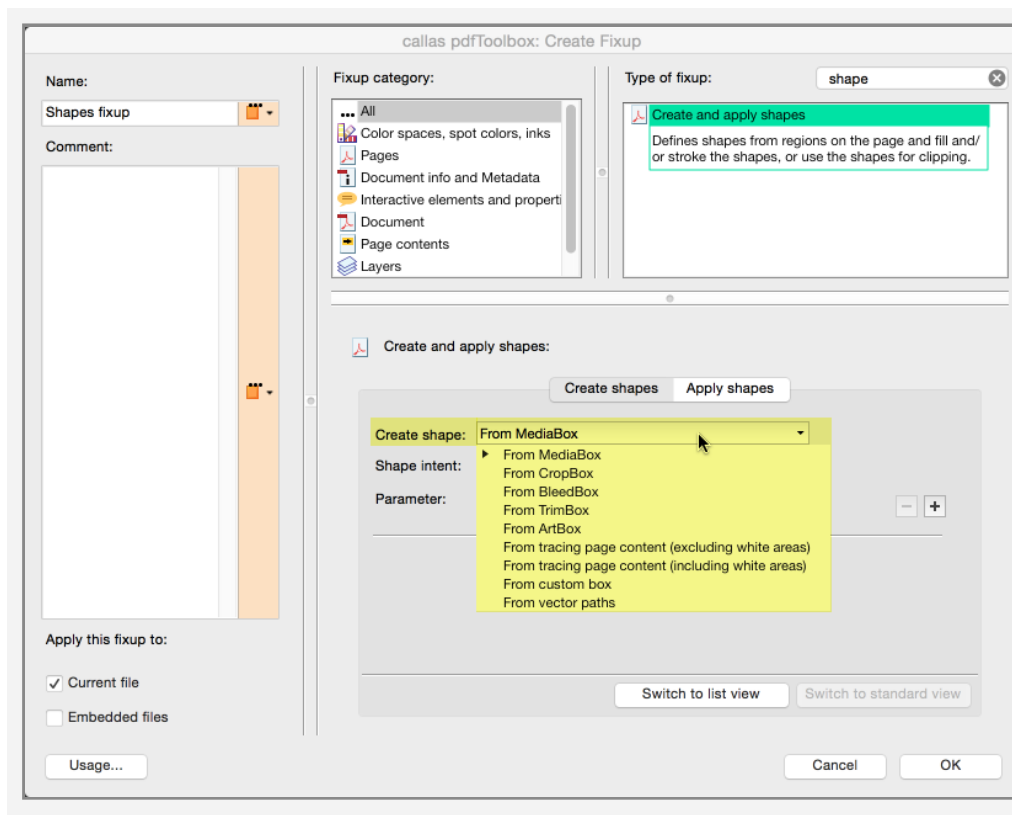 callas pdfToolbox: Create Fixup
Name:
Shapes fixup
Comment:
Apply this fixup to:
Current file
Embedded files
Usage...
Fixup category:
All
Color spaces, spot colors, inks
Pages
Document info and Metadata
Interactive elements and properti
Document
Page contents
Layers
Type of fixup:
shape
Create and apply shapes
Defines shapes from regions on the page and fill and/
or stroke the shapes, or use the shapes for clipping.
Create and apply shapes:
Create shapes
Apply shapes
Create shape:
From MediaBox
Shape intent:
Parameter:
From MediaBox
From CropBox
From BleedBox
From TrimBox
From ArtBox
From tracing page content (excluding white areas)
From tracing page content (including white areas)
From custom box
From vector paths
Switch to list view
Switch to standard view
Cancel
OK